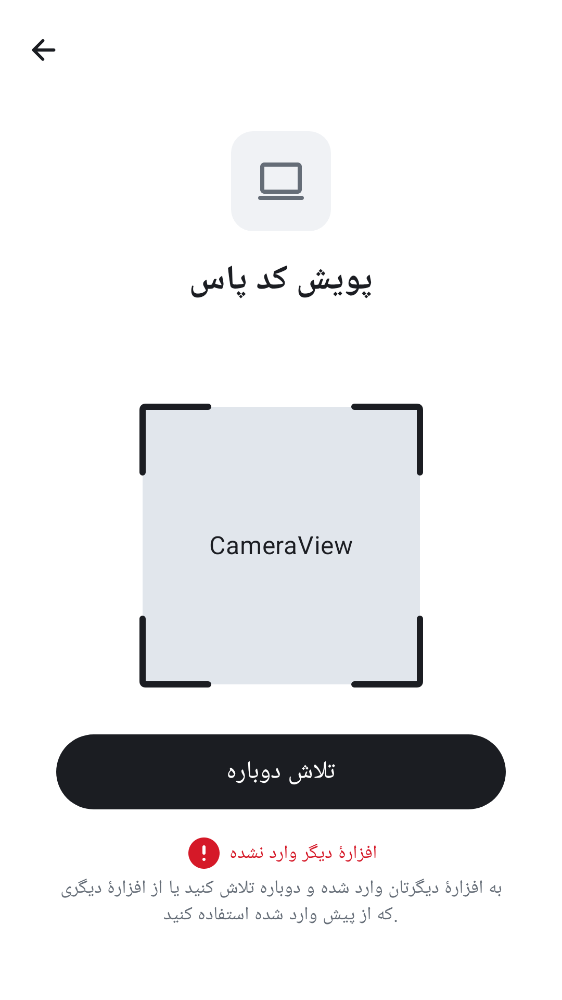 پویش کد پاس
CameraView
تلاش دوباره
افزارهٔ دیگر وارد نشده
به افزارهٔ دیگرتان وارد شده و دوباره تلاش کنید یا از افزارهٔ دیگری
که از پیش وارد شده استفاده کنید.